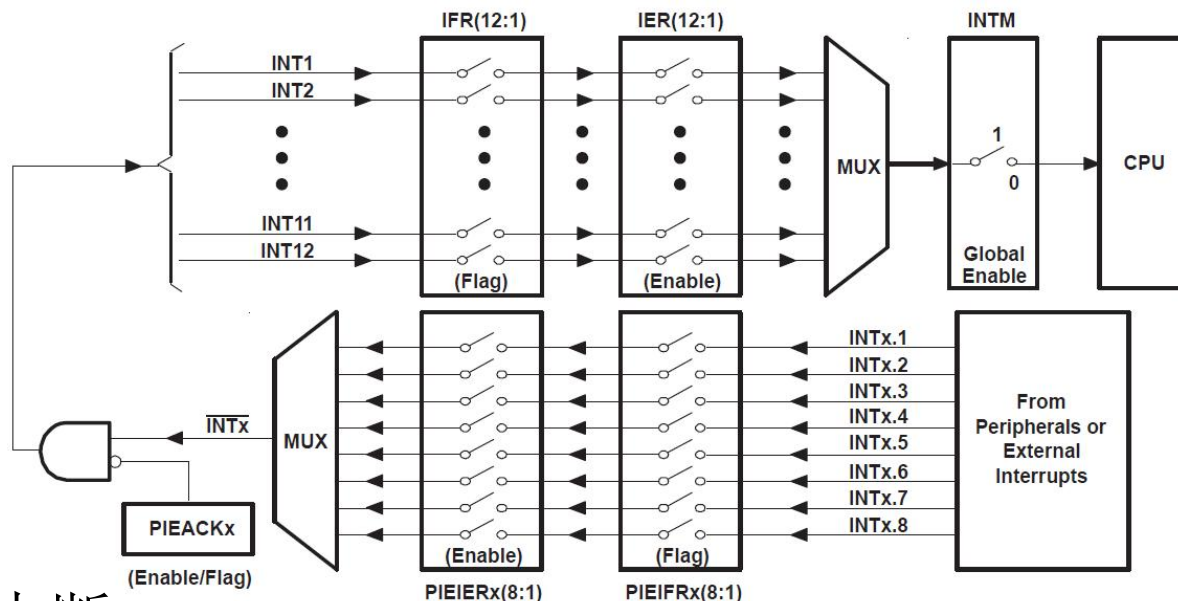 IFR(12:1)
IER(12:1)
INTM
INT1
INT2
INT11
INT12
(Flag)
(Enable)
MUX
1
0
Global
Enable
CPU
INTx
MUX
INTx.1
INTx.2
INTx.3
INTx.4
INTx.5
INTx.6
INTx.7
INTx.8
From
Peripherals or
External
Interrupts
PIEACKx
(Enable/Flag)
(Enable)
(Flag)
PIEIERx(8:1)
PIEIFRx(8:1)